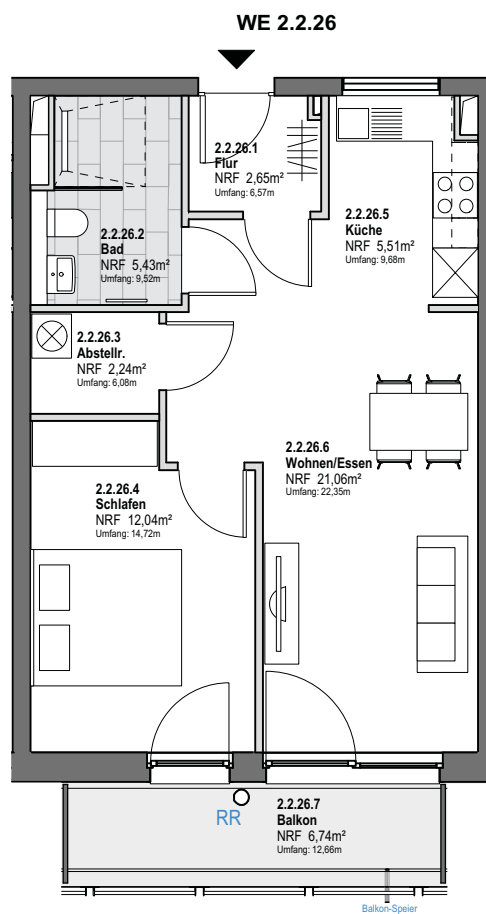 WE 2.2.26
2.2.26.1
Flur
NRF 2,65m²
Umfang: 6,57m
2.2.26.2
Bad
NRF 5,43m²
Umfang: 9,52m
2.2.26.5
Küche
NRF 5,51m²
Umfang: 9,68m
2.2.26.3
Abstellr.
NRF 2,24m²
Umfang: 6,08m
2.2.26.6
Wohnen/Essen
NRF 21,06m²
Umfang: 22,35m
2.2.26.4
Schlafen
NRF 12,04m²
Umfang: 14,72m
RR
2.2.26.7
Balkon
NRF 6,74m²
Umfang: 12,66m
Balkon-Speier